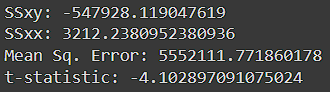 SSxy: -547928.119047619
SSxx: 3212.2380952380936
Mean Sq. Error: 5552111.771860178
t-statistic: -4.102897091075024